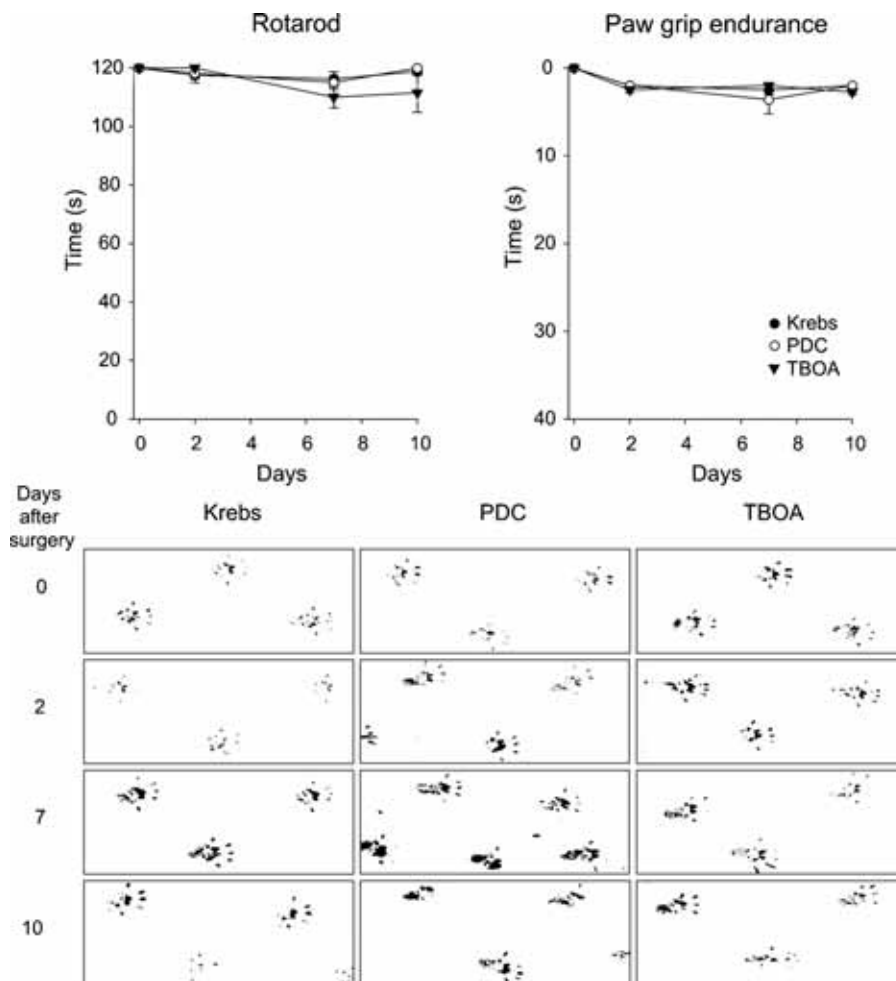 Rotarod
Paw grip endurance
120
100
80
60
40
20
0
Time (s)
0 2 4 6 8 10
Days
0
10
20
30
40
Time (s)
0 2 4 6 8 10
Days
Krebs
PDC
TBOA
Days
after
surgery
Krebs
PDC
TBOA
0
2
7
10